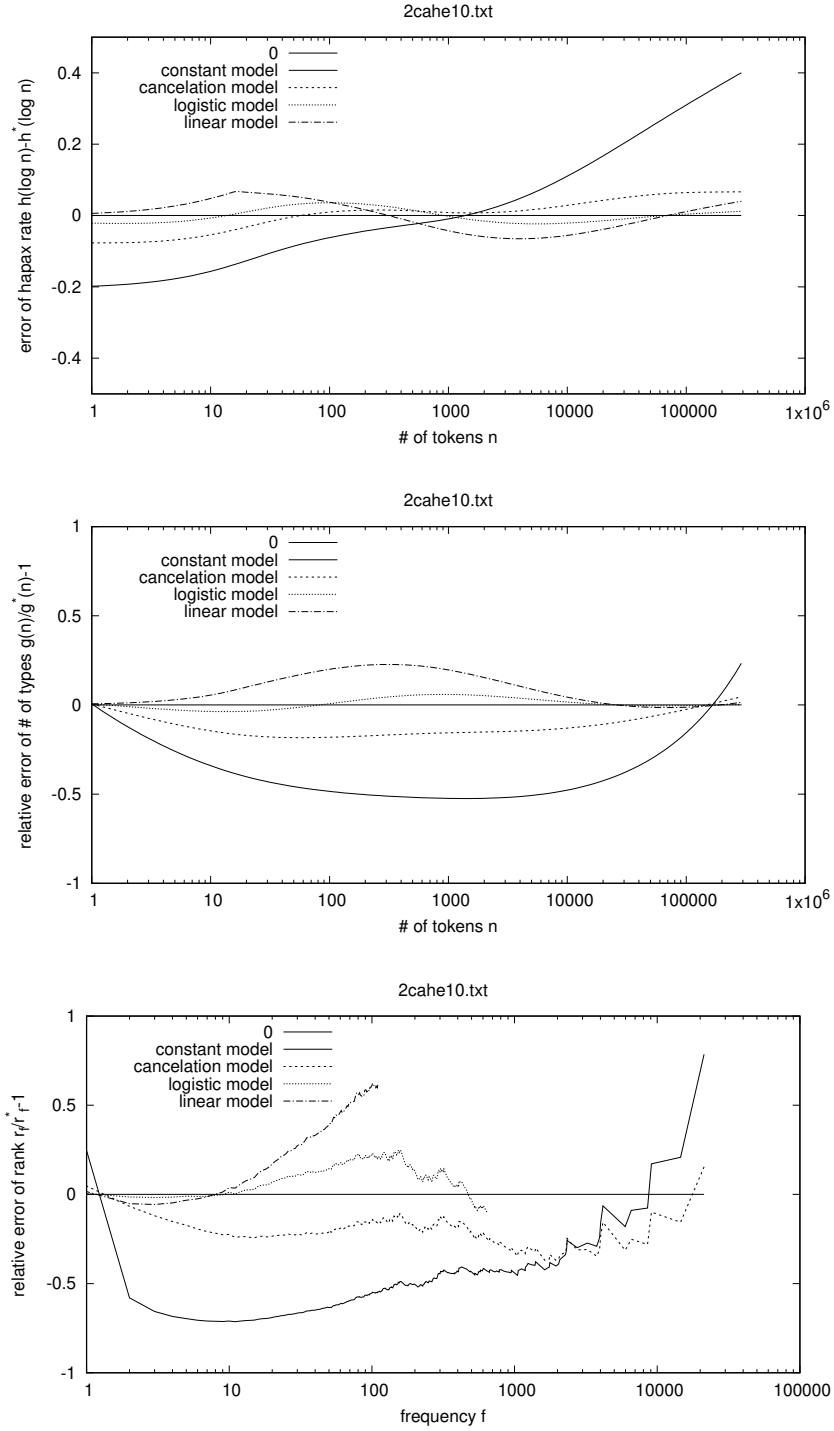 2cahe10.txt
error of hapax rate h(log n)-h*(log n)
0
constant model
cancelation model
logistic model
linear model
0.4
0.2
0
-0.2
-0.4
1 10 100 1000 10000 100000 1x10⁶
# of tokens n
2cahe10.txt
relative error of # of types g(n)/g*(n)-1
0
constant model
cancelation model
logistic model
linear model
1
0.5
0
-0.5
-1
1 10 100 1000 10000 100000 1x10⁶
# of tokens n
2cahe10.txt
relative error of rank r_f/r*_f-1
0
constant model
cancelation model
logistic model
linear model
1
0.5
0
-0.5
-1
1 10 100 1000 10000 100000
frequency f